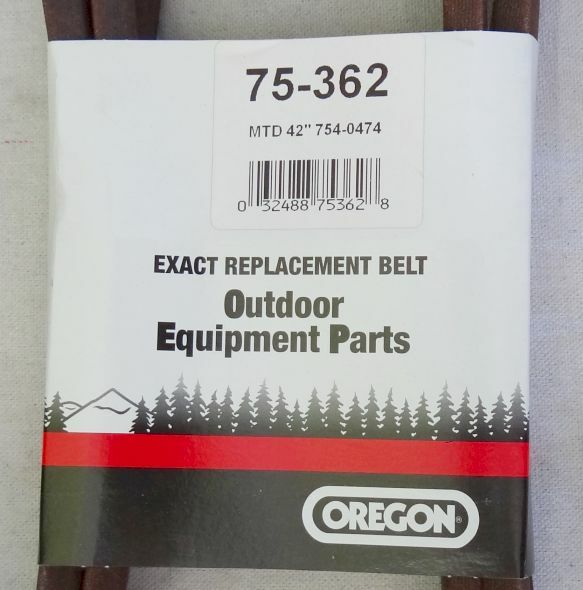 75-362
MTD 42" 754-0474
0 32488 75362 8
EXACT REPLACEMENT BELT
Outdoor
Equipment Parts
OREGON®